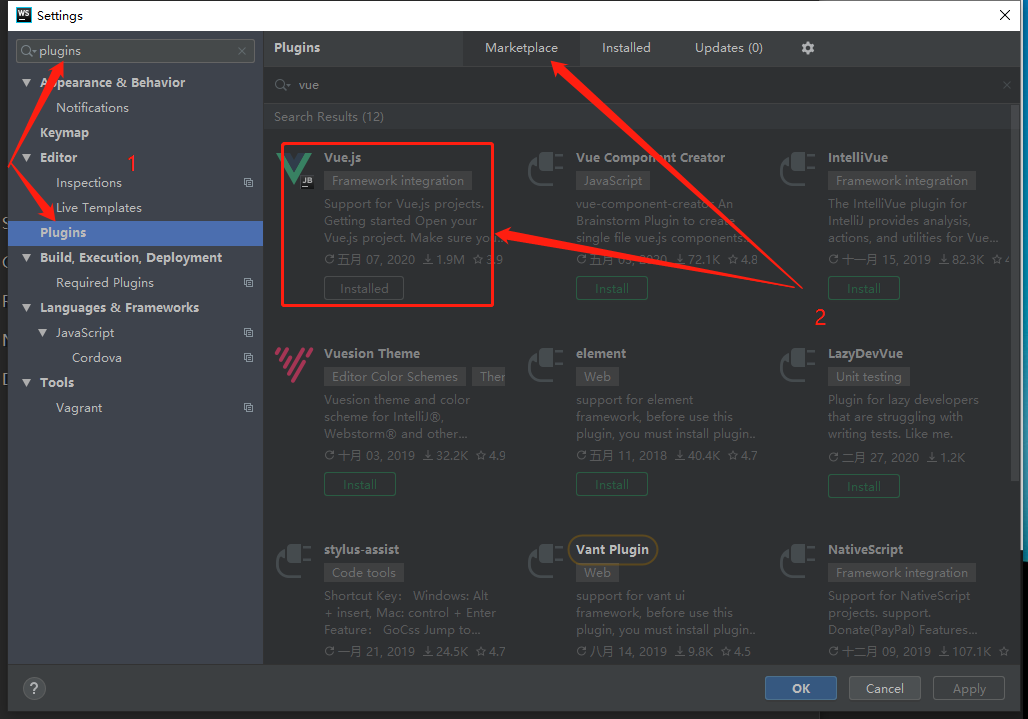 WS Settings
plugins
Appearance & Behavior
Notifications
Keymap
Editor
1
Inspections
Live Templates
Plugins
Build, Execution, Deployment
Required Plugins
Languages & Frameworks
JavaScript
Cordova
Tools
Vagrant
Plugins Marketplace Installed Updates (0)
vue
Search Results (12)
Vue.js
JB
Framework integration
Support for Vue.js projects.
Getting started Open your
Vue.js project. Make sure you...
五月 07, 2020 1.9M 3.9
Installed
Vue Component Creator
JavaScript
vue-component-creator An
Brainstorm Plugin to create
single file vue.js components...
五月 03, 2020 72.1K 4.8
Install
IntelliVue
Framework integration
The IntelliVue plugin for
IntelliJ provides analysis,
actions, and utilities for Vue...
十一月 15, 2019 82.3K
Install
2
Vuesion Theme
Editor Color Schemes Ther
Vuesion theme and color
scheme for IntelliJ®,
Webstorm® and other...
十月 03, 2019 32.2K 4.9
Install
element
Web
support for element
framework, before use this
plugin, you must install plugin..
五月 11, 2018 40.4K 4.7
Install
LazyDevVue
Unit testing
Plugin for lazy developers
that are struggling with
writing tests. Like me.
二月 27, 2020 1.2K
Install
stylus-assist
Code tools
Shortcut Key: Windows: Alt
+ insert, Mac: control + Enter
Feature: GoCss Jump to...
一月 21, 2019 24.5K 4.7
Vant Plugin
Web
support for vant ui
framework, before use this
plugin, you must install plugin..
八月 14, 2019 9.8K 4.5
NativeScript
Framework integration
Support for NativeScript
projects. support.
Donate(PayPal) Features...
十二月 09, 2019 107.1K
? OK Cancel Apply